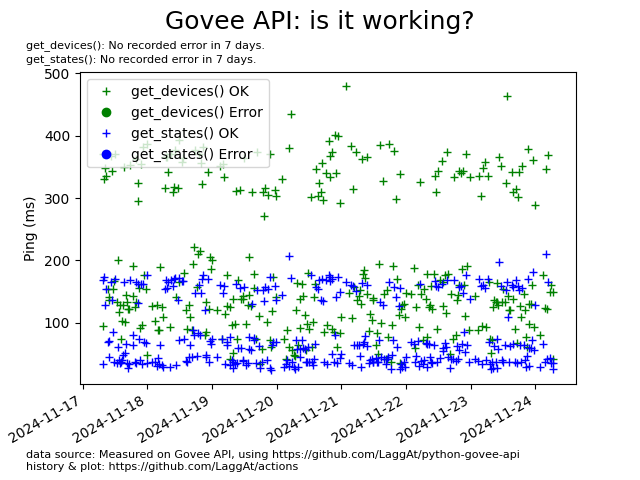 Govee API: is it working?
get_devices(): No recorded error in 7 days.
get_states(): No recorded error in 7 days.
get_devices() OK
get_devices() Error
get_states() OK
get_states() Error
Ping (ms)
500
400
300
200
100
2024-11-17
2024-11-18
2024-11-19
2024-11-20
2024-11-21
2024-11-22
2024-11-23
2024-11-24
data source: Measured on Govee API, using https://github.com/LaggAt/python-govee-api
history & plot: https://github.com/LaggAt/actions